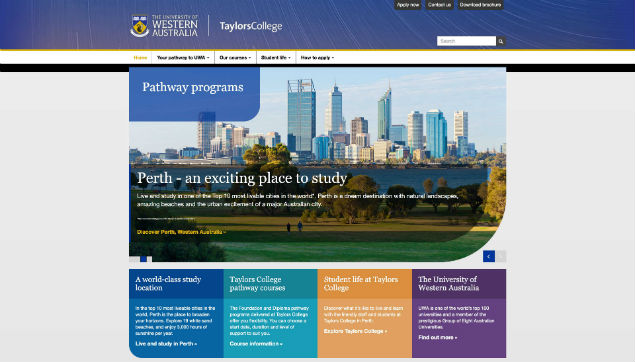 Apply now
Contact us
Download brochure
THE UNIVERSITY OF
WESTERN
AUSTRALIA
TaylorsCollege
Search
Home
Your pathway to UWA
Our courses
Student life
How to apply
Pathway programs
Perth - an exciting place to study
Live and study in one of the Top 10 most livable cities in the world*. Perth is a dream destination with natural landscapes,
amazing beaches and the urban excitement of a major Australian city.
Discover Perth, Western Australia
A world-class study
location
In the top 10 most liveable cities in the
world, Perth is the place to broaden
your horizons. Explore 19 white sand
beaches, and enjoy 3,000 hours of
sunshine per year.
Live and study in Perth
Taylors College
pathway courses
The Foundation and Diploma pathway
programs delivered at Taylors College
offer you flexibility. You can choose a
start date, duration and level of
support to suit you.
Course information
Student life at Taylors
College
Discover what it's like to live and learn
with the friendly staff and students at
Taylors College in Perth.
Explore Taylors College
The University of
Western Australia
UWA is one of the world's top 100
universities and a member of the
prestigious Group of Eight Australian
Universities.
Find out more